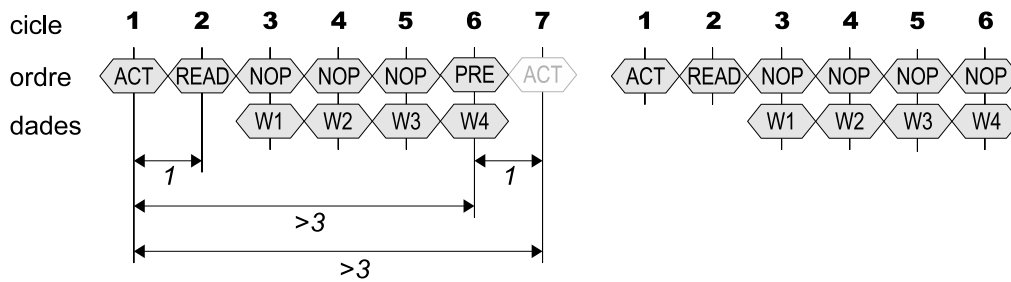 cicle 1 2 3 4 5 6 7 1 2 3 4 5 6
ordre ACT READ NOP NOP NOP PRE ACT ACT READ NOP NOP NOP NOP
dades W1 W2 W3 W4 W1 W2 W3 W4
1 1
>3
>3